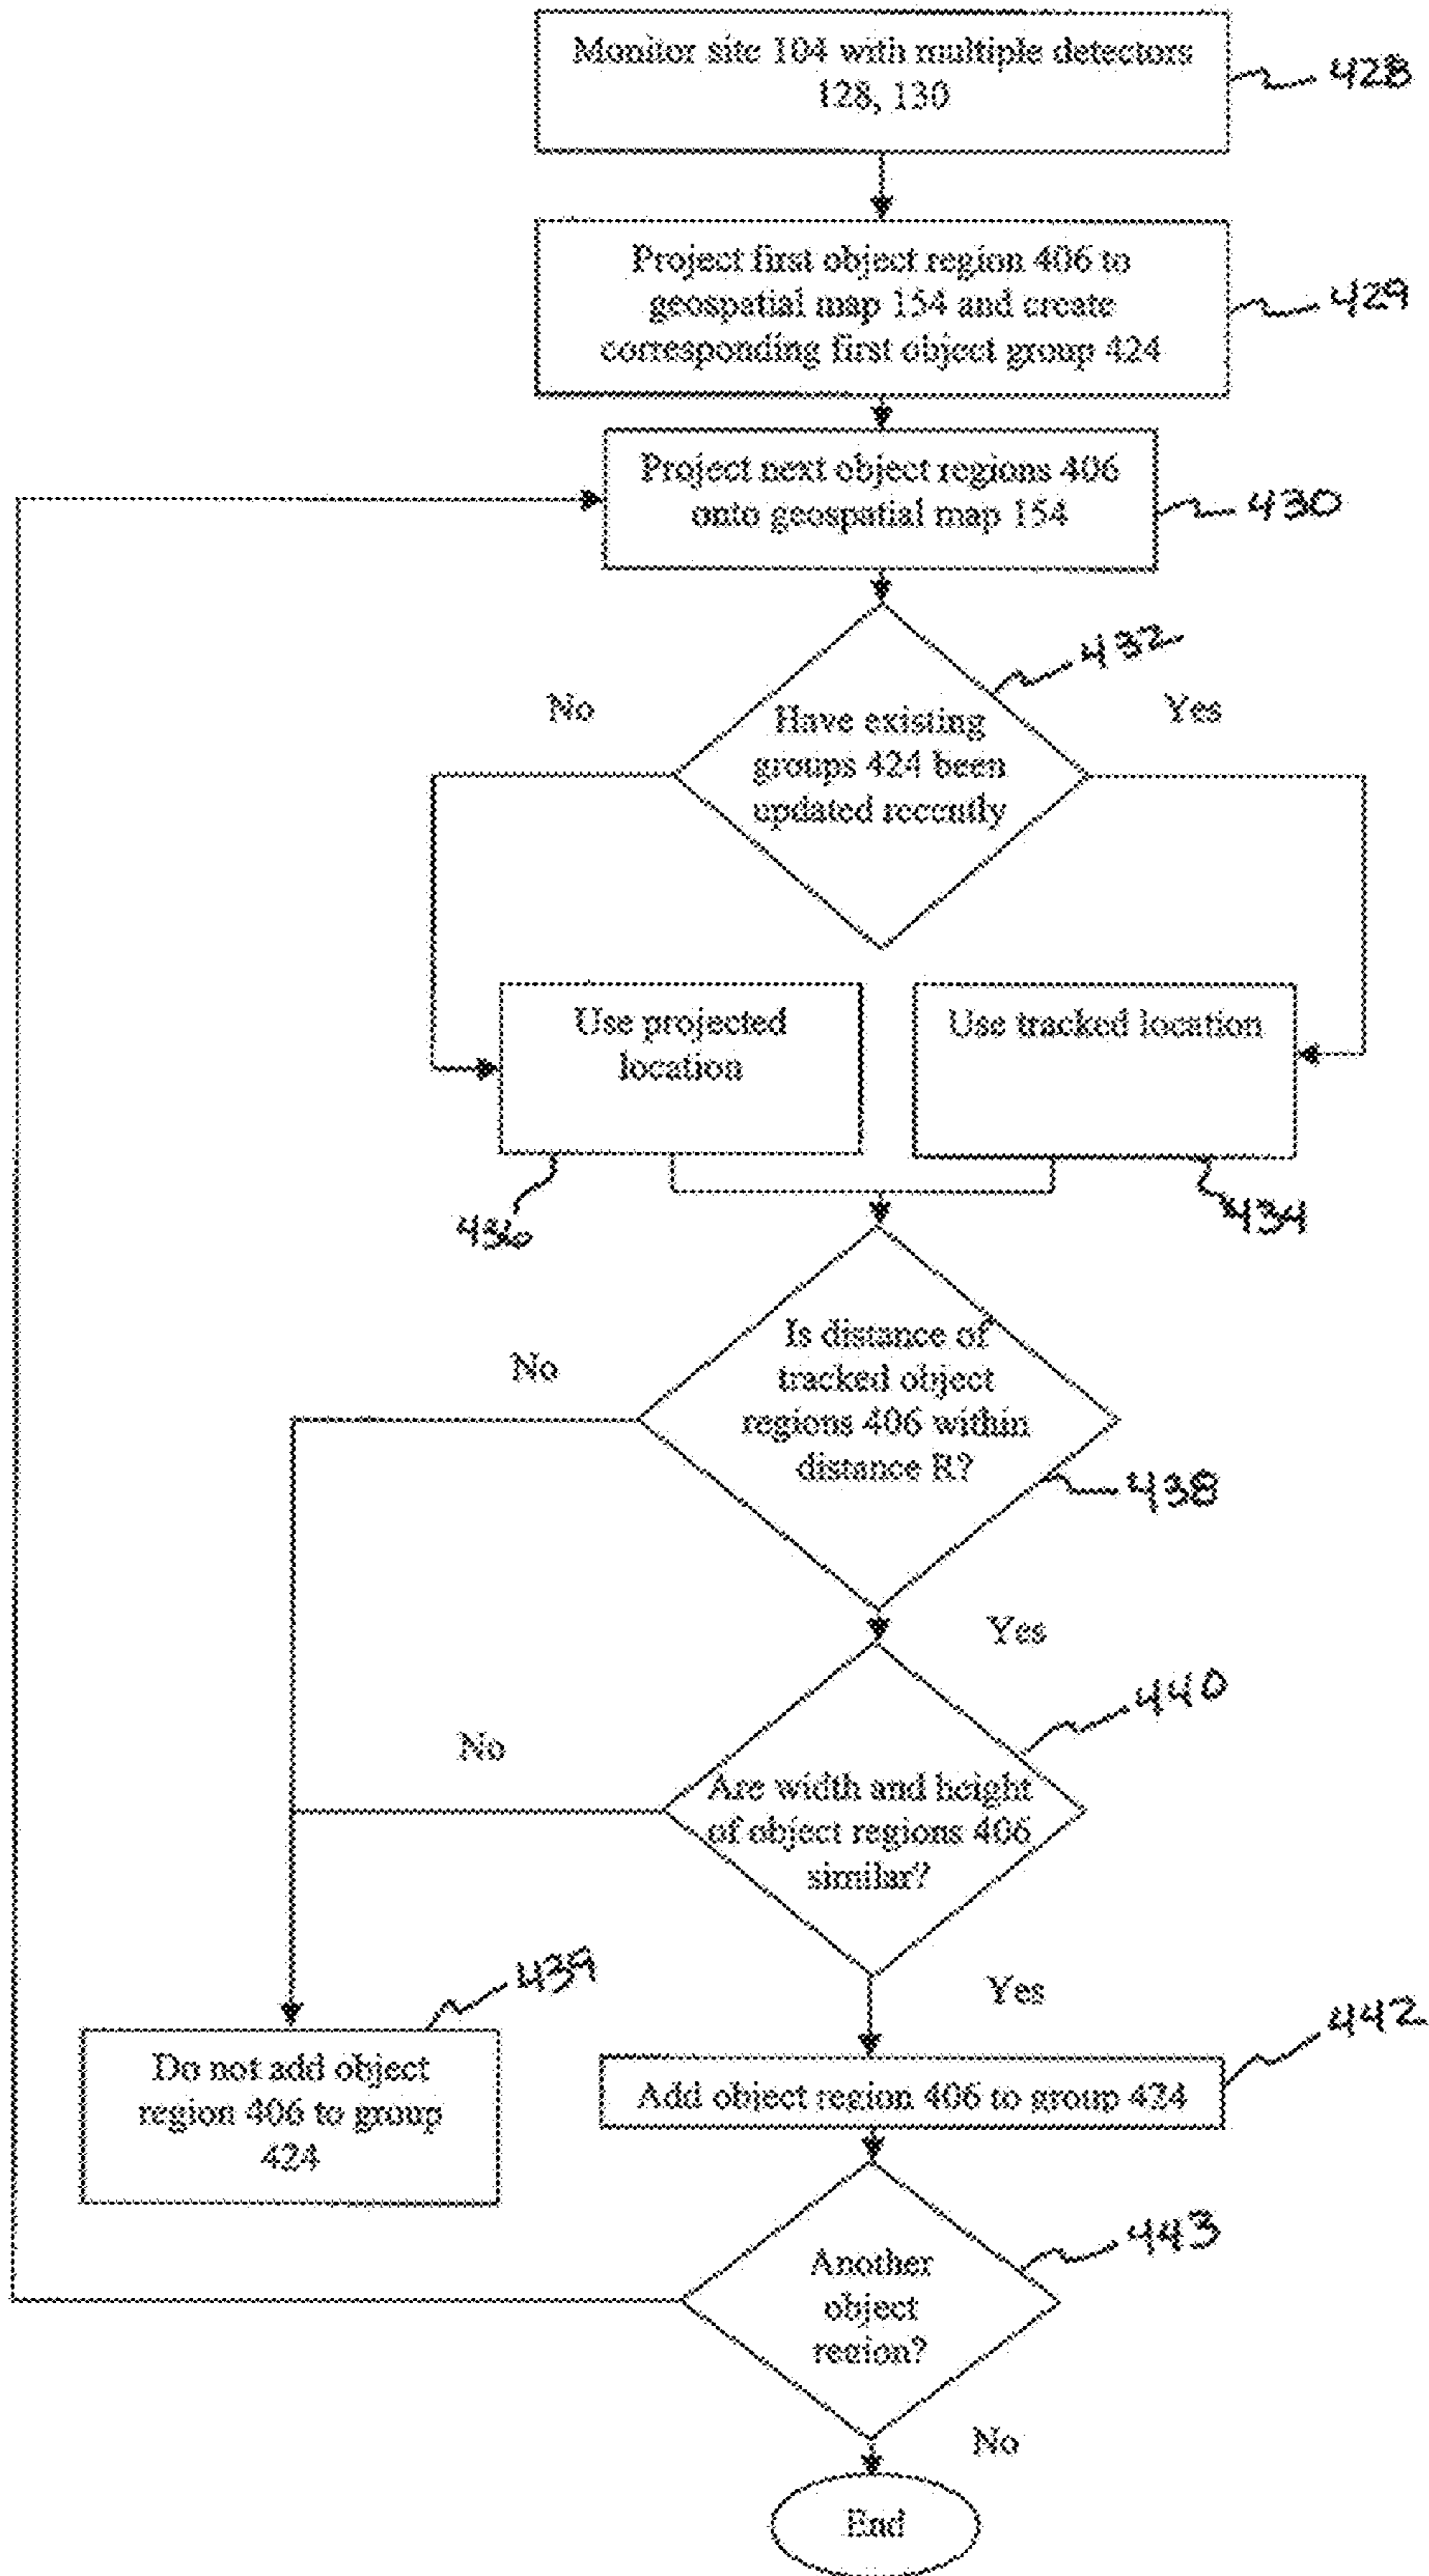 Monitor site 104 with multiple detectors
128, 130
428
Project first object region 406 to
geospatial map 154 and create
corresponding first object group 424
429
Project next object regions 406
onto geospatial map 154
430
432
No
Yes
Have existing
groups 424 been
updated recently
Use projected
location
Use tracked location
436
434
Is distance of
tracked object
regions 406 within
distance R?
No
438
Yes
440
No
Are width and height
of object regions 406
similar?
439
Yes
442
Do not add object
region 406 to group
424
Add object region 406 to group 424
443
Another
object
region?
No
End